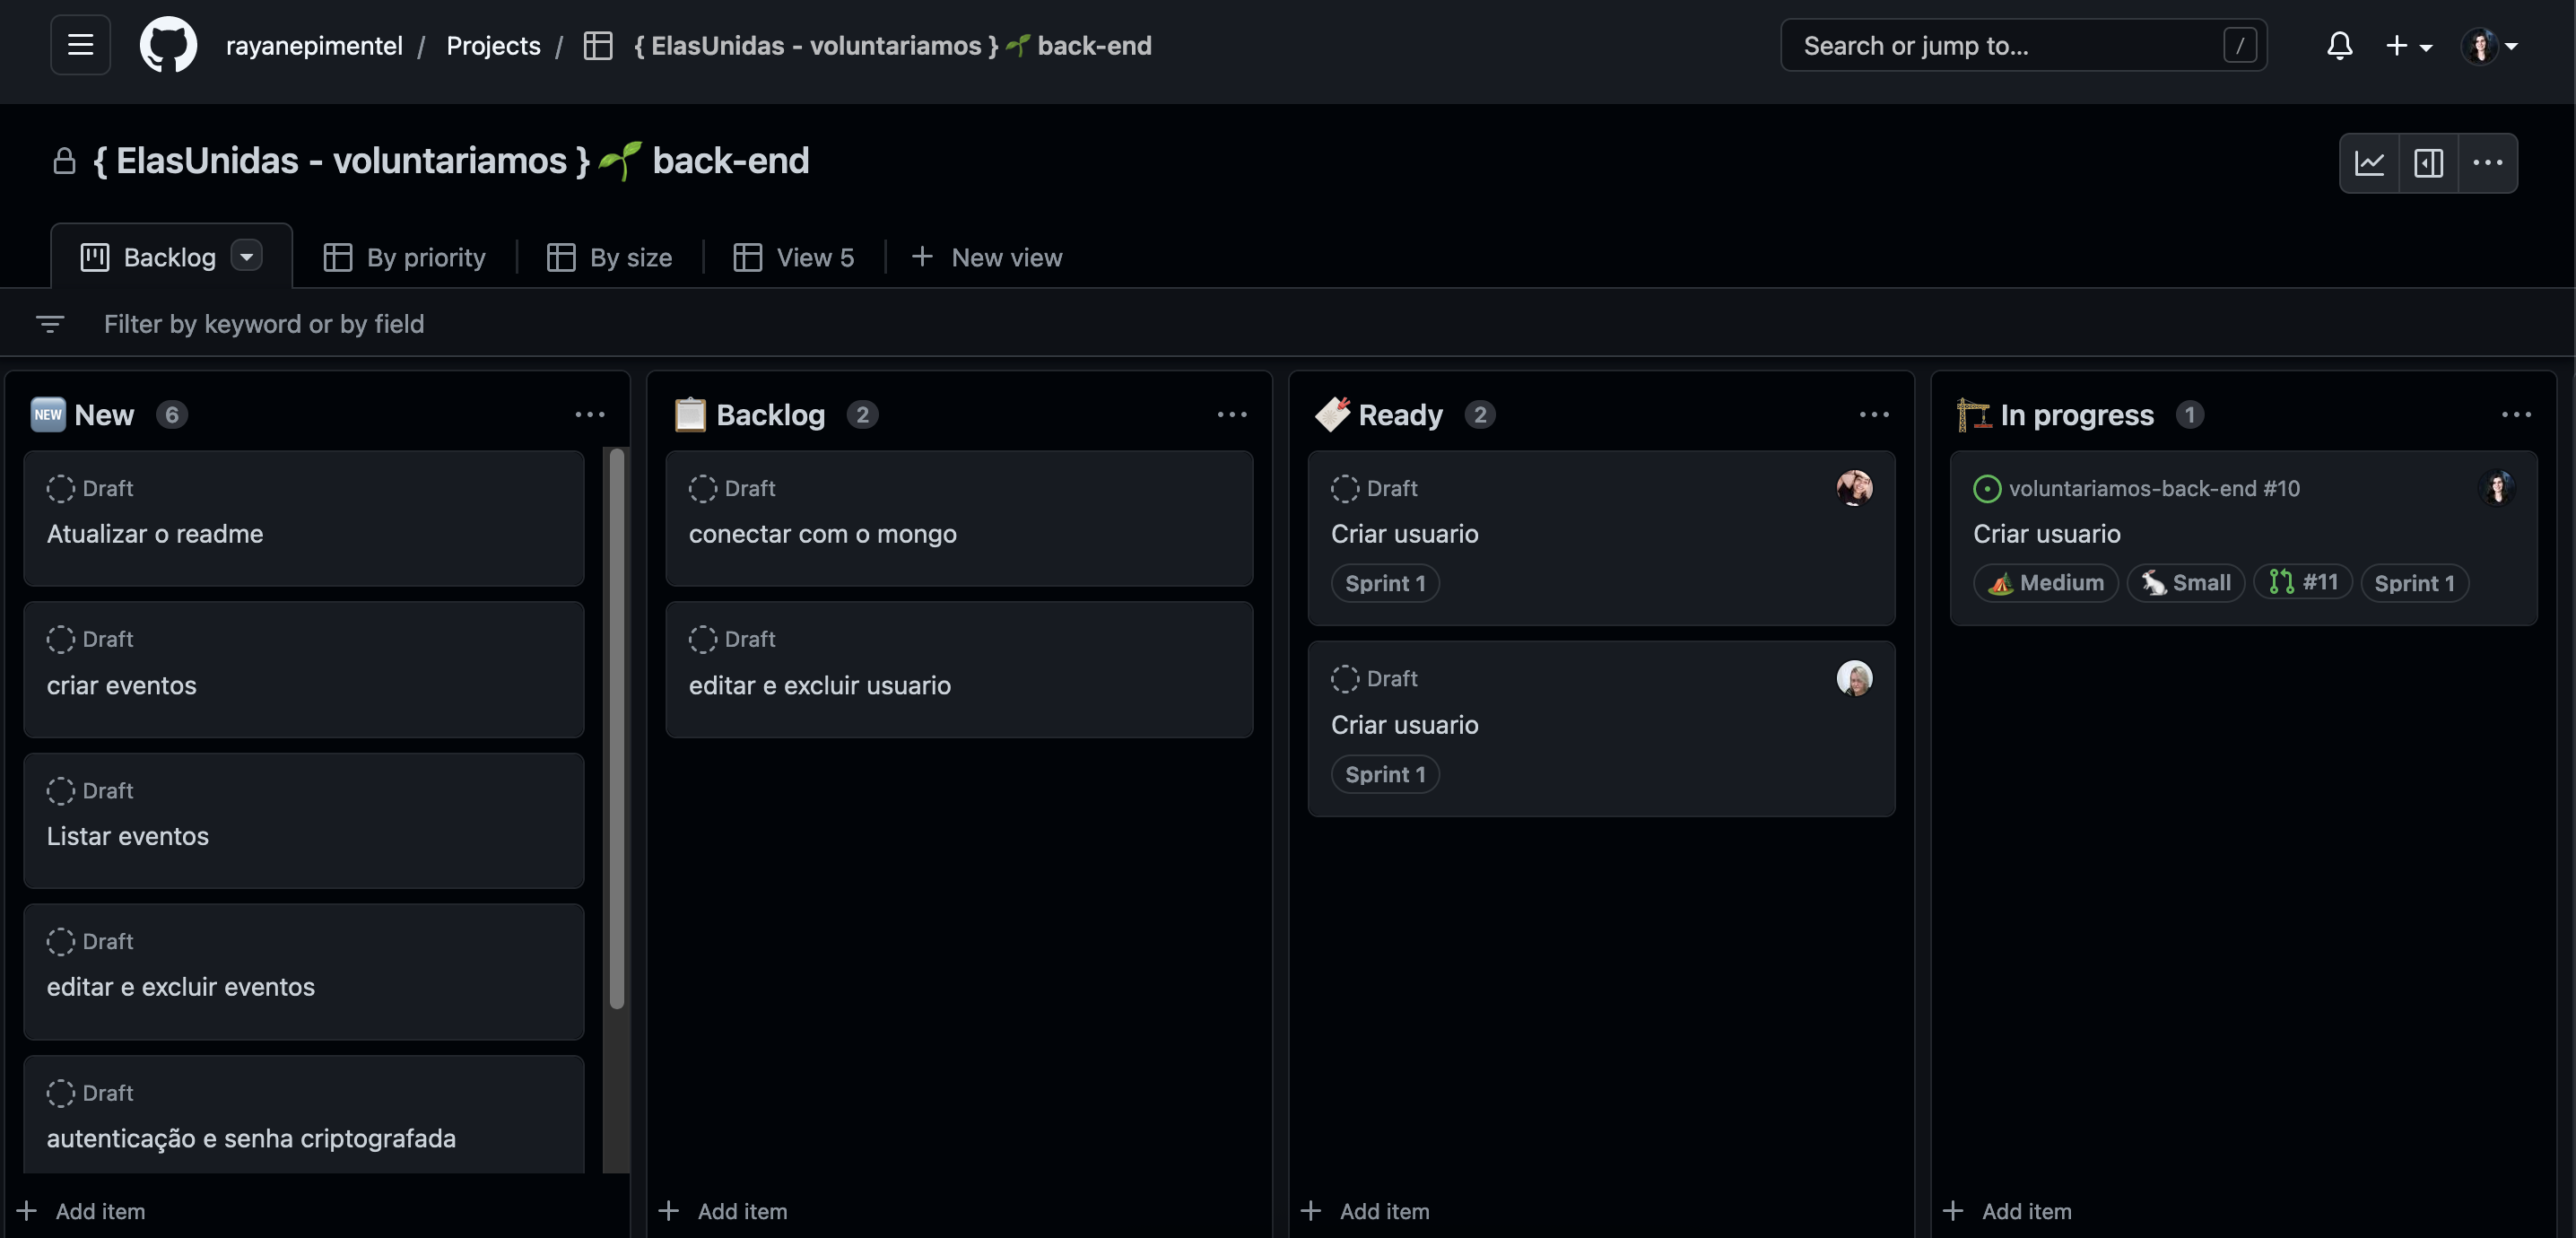 rayanepimentel / Projects / { ElasUnidas - voluntariamos } 🌱 back-end
Search or jump to... /
{ ElasUnidas - voluntariamos } 🌱 back-end
Backlog
By priority
By size
View 5
+ New view
Filter by keyword or by field
NEW New 6
Draft
Atualizar o readme
Draft
criar eventos
Draft
Listar eventos
Draft
editar e excluir eventos
Draft
autenticação e senha criptografada
+ Add item
📋 Backlog 2
Draft
conectar com o mongo
Draft
editar e excluir usuario
+ Add item
Ready 2
Draft
Criar usuario
Sprint 1
Draft
Criar usuario
Sprint 1
+ Add item
🏗 In progress 1
voluntariamos-back-end #10
Criar usuario
🏕 Medium 🐇 Small #11 Sprint 1
+ Add item